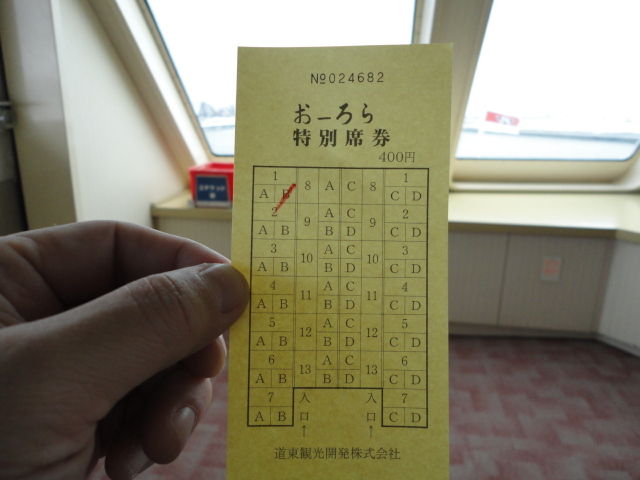 №024682
おーろら
特別席券
400円
1 8 A C 8 1
A B C D
2 9 A C 9 2
A B B D C D
3 10 A C 10 3
A B B D C D
4 11 A C 11 4
A B B D C D
5 12 A C 12 5
A B B D C D
6 13 A C 13 6
A B B D C D
7 入口 入口 7
A B ↑ ↑ C D
道東観光開発株式会社